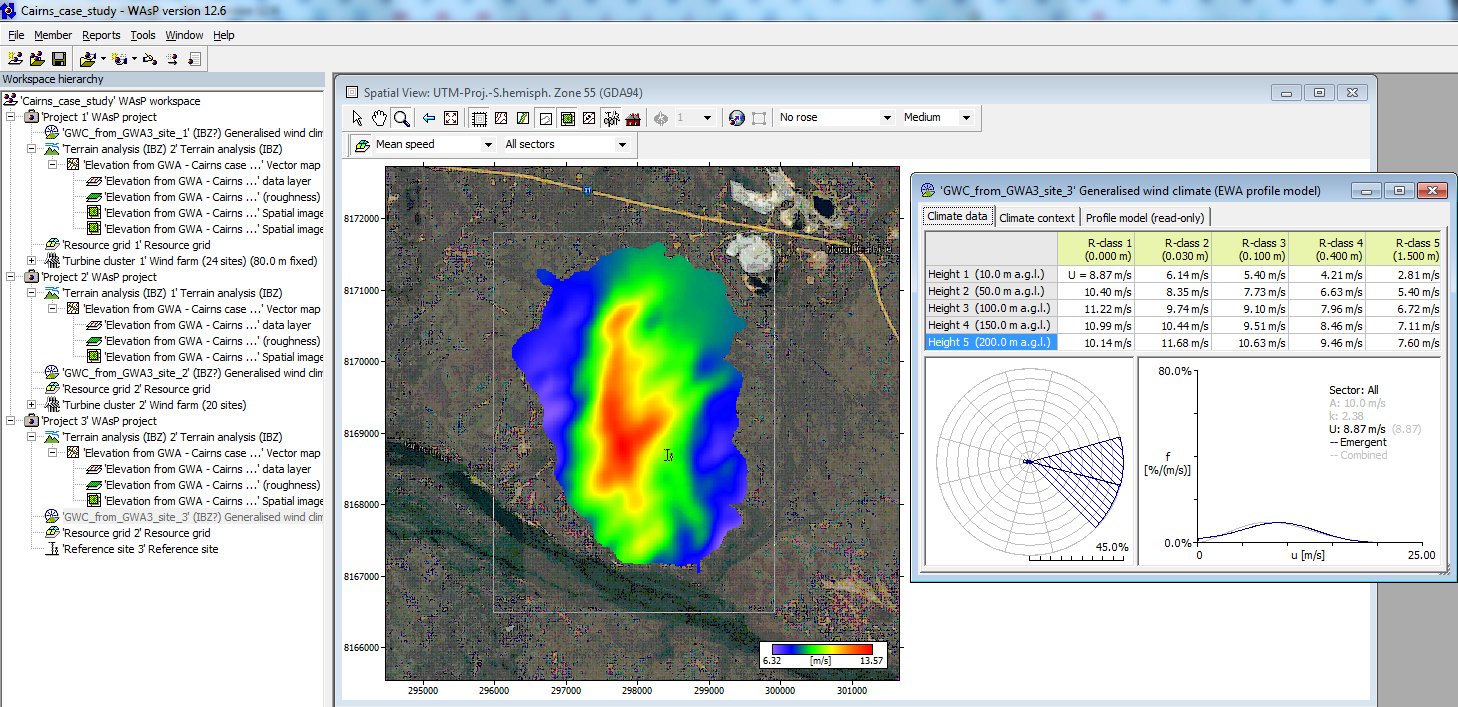 Cairns_case_study - WAsP version 12.6
File Member Reports Tools Window Help
Workspace hierarchy
'Cairns_case_study' WAsP workspace
'Project 1' WAsP project
'GWC_from_GWA3_site_1' (IBZ?) Generalised wind clim
'Terrain analysis (IBZ) 2' Terrain analysis (IBZ)
'Elevation from GWA - Cairns case ...' Vector map
'Elevation from GWA - Cairns ...' data layer
'Elevation from GWA - Cairns ...' (roughness)
'Elevation from GWA - Cairns ...' Spatial image
'Elevation from GWA - Cairns ...' Spatial image
'Resource grid 1' Resource grid
'Turbine cluster 1' Wind farm (24 sites) (80.0 m fixed)
'Project 2' WAsP project
'Terrain analysis (IBZ) 1' Terrain analysis (IBZ)
'Elevation from GWA - Cairns case ...' Vector map
'Elevation from GWA - Cairns ...' data layer
'Elevation from GWA - Cairns ...' (roughness)
'Elevation from GWA - Cairns ...' Spatial image
'GWC_from_GWA3_site_2' (IBZ?) Generalised wind clim
'Resource grid 2' Resource grid
'Turbine cluster 2' Wind farm (20 sites)
'Project 3' WAsP project
'Terrain analysis (IBZ) 2' Terrain analysis (IBZ)
'Elevation from GWA - Cairns case ...' Vector map
'Elevation from GWA - Cairns ...' data layer
'Elevation from GWA - Cairns ...' (roughness)
'Elevation from GWA - Cairns ...' Spatial image
'GWC_from_GWA3_site_3' (IBZ?) Generalised wind clim
'Resource grid 2' Resource grid
'Reference site 3' Reference site
Spatial View: UTM-Proj.-S.hemisph. Zone 55 (GDA94)
1 No rose Medium
Mean speed All sectors
8172000
8171000
8170000
8169000
8168000
8167000
8166000
6.32 [m/s] 13.57
295000 296000 297000 298000 299000 300000 301000
'GWC_from_GWA3_site_3' Generalised wind climate (EWA profile model)
Climate data Climate context Profile model (read-only)
R-class 1 R-class 2 R-class 3 R-class 4 R-class 5
(0.000 m) (0.030 m) (0.100 m) (0.400 m) (1.500 m)
Height 1 (10.0 m a.g.l.) U = 8.87 m/s 6.14 m/s 5.40 m/s 4.21 m/s 2.81 m/s
Height 2 (50.0 m a.g.l.) 10.40 m/s 8.35 m/s 7.73 m/s 6.63 m/s 5.40 m/s
Height 3 (100.0 m a.g.l.) 11.22 m/s 9.74 m/s 9.10 m/s 7.96 m/s 6.72 m/s
Height 4 (150.0 m a.g.l.) 10.99 m/s 10.44 m/s 9.51 m/s 8.46 m/s 7.11 m/s
Height 5 (200.0 m a.g.l.) 10.14 m/s 11.68 m/s 10.63 m/s 9.46 m/s 7.60 m/s
45.0%
80.0%
f
[%/(m/s)]
0.0%
0 u [m/s] 25.00
Sector: All
A: 10.0 m/s
k: 2.38
U: 8.87 m/s (8.87)
-- Emergent
-- Combined